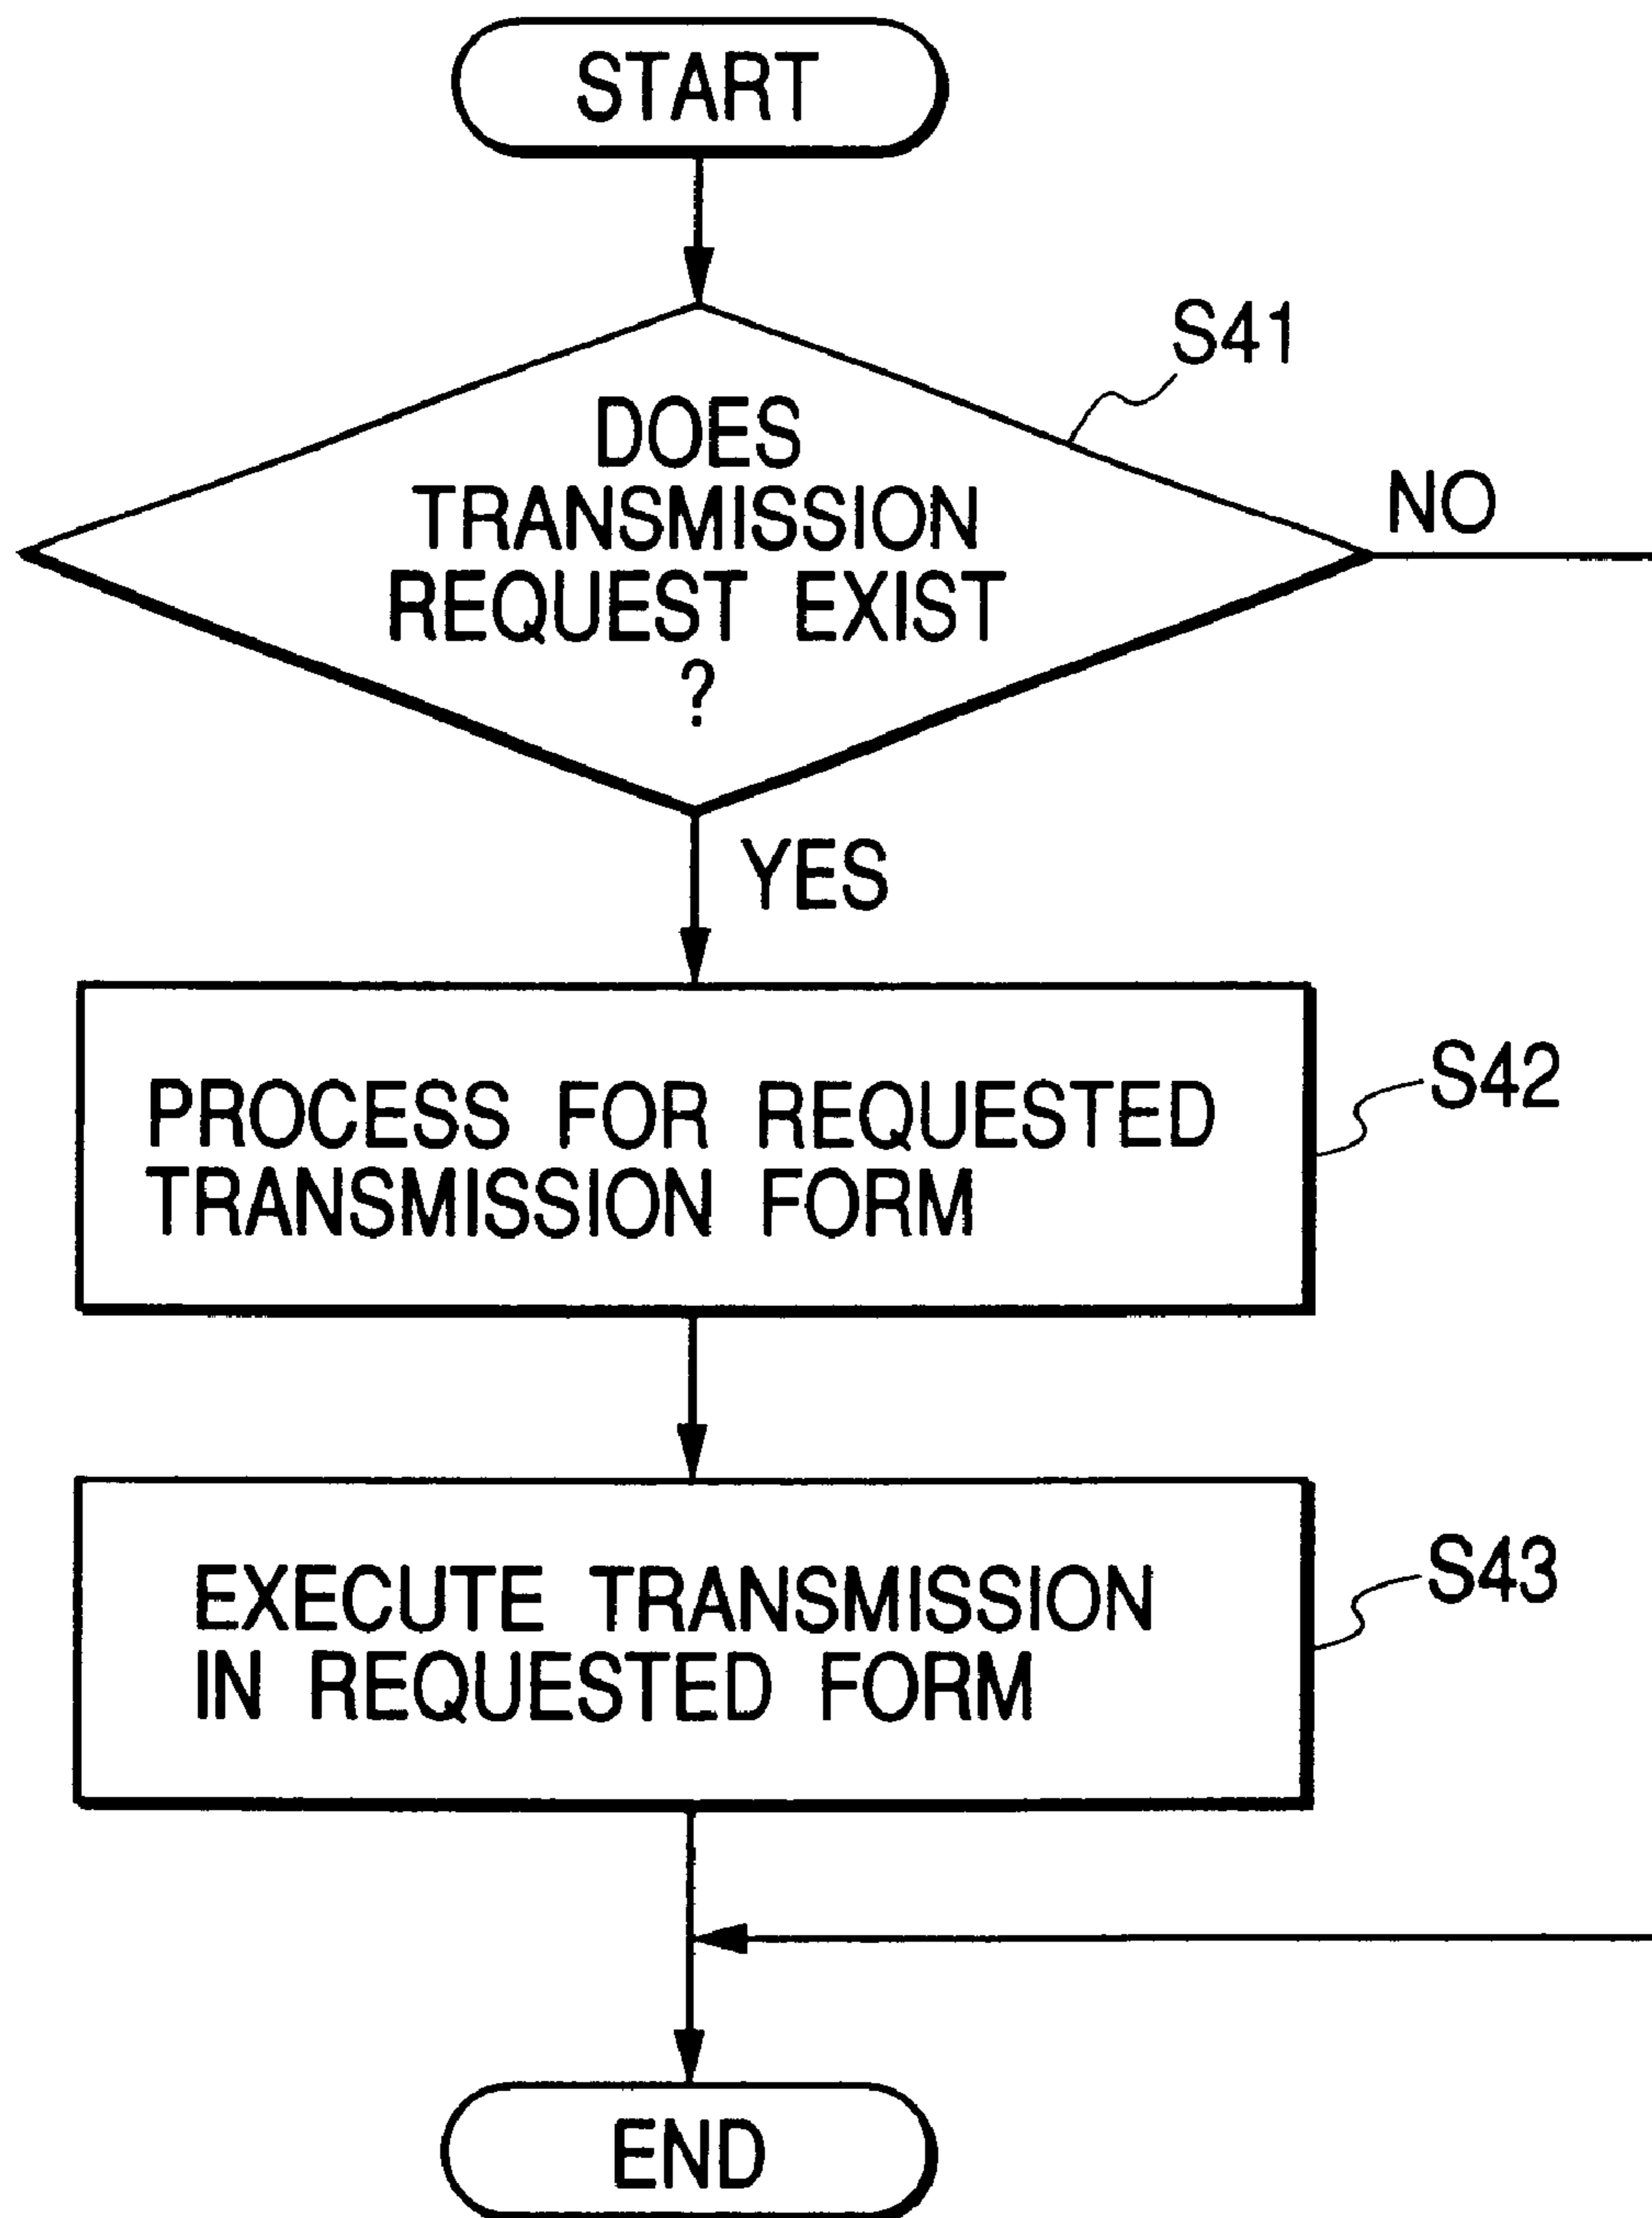 START
S41
DOES
TRANSMISSION
REQUEST EXIST
?
NO
YES
S42
PROCESS FOR REQUESTED
TRANSMISSION FORM
S43
EXECUTE TRANSMISSION
IN REQUESTED FORM
END